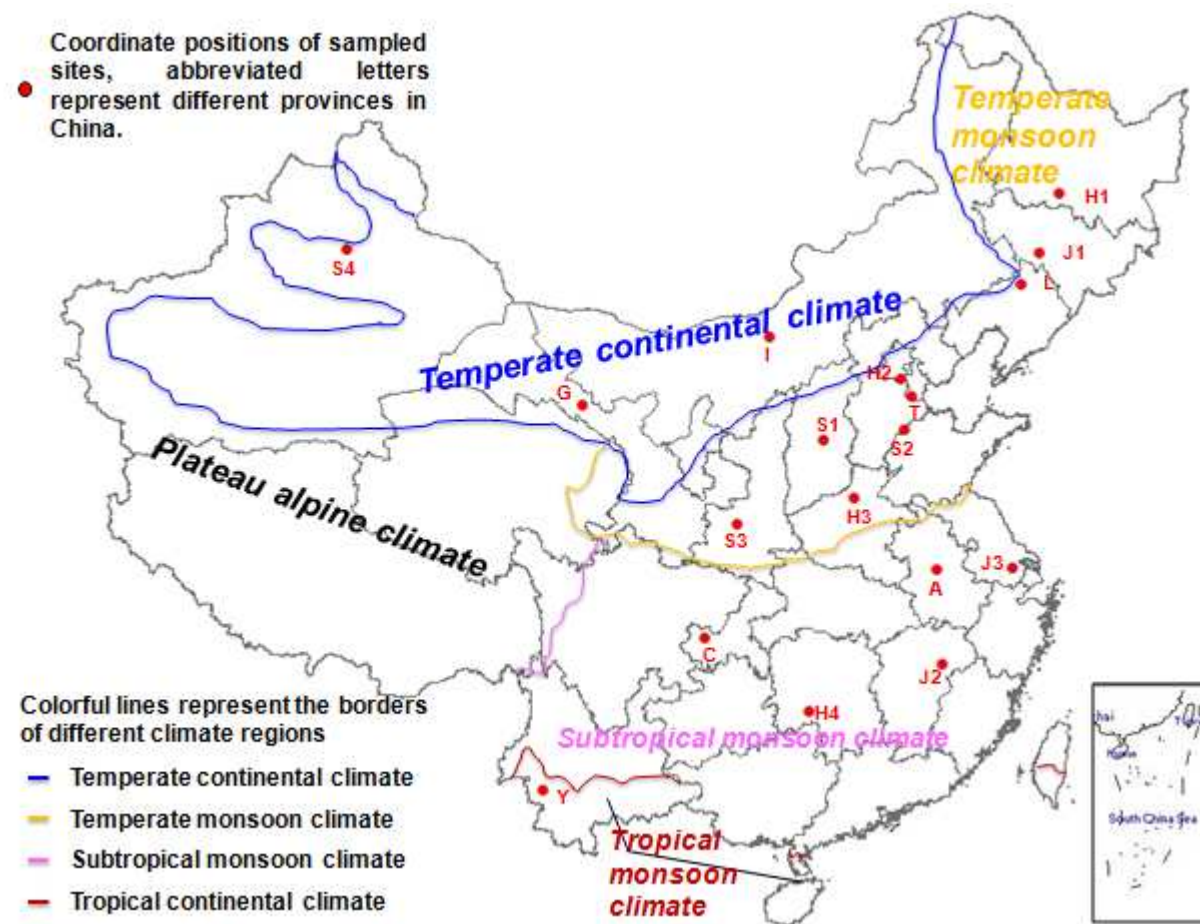 Coordinate positions of sampled
sites, abbreviated letters
represent different provinces in
China.
Temperate
monsoon
climate
H1
J1
S4
L
Temperate continental climate
I
H2
G
T
S1
S2
Plateau alpine climate
H3
S3
J3
A
C
J2
Colorful lines represent the borders
of different climate regions
H4
Subtropical monsoon climate
Temperate continental climate
Y
Temperate monsoon climate
South China Sea
Tropical
monsoon
climate
Subtropical monsoon climate
Tropical continental climate